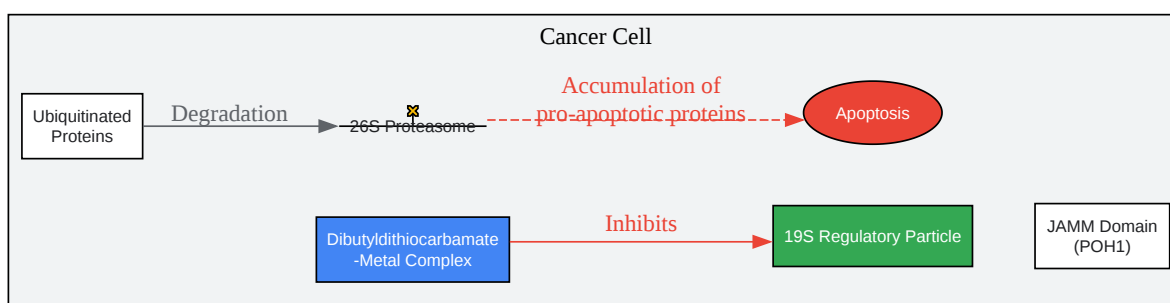 Cancer Cell
Ubiquitinated
Proteins
Degradation
26S Proteasome
Accumulation of
pro-apoptotic proteins
Apoptosis
Dibutyldithiocarbamate
-Metal Complex
Inhibits
19S Regulatory Particle
JAMM Domain
(POH1)